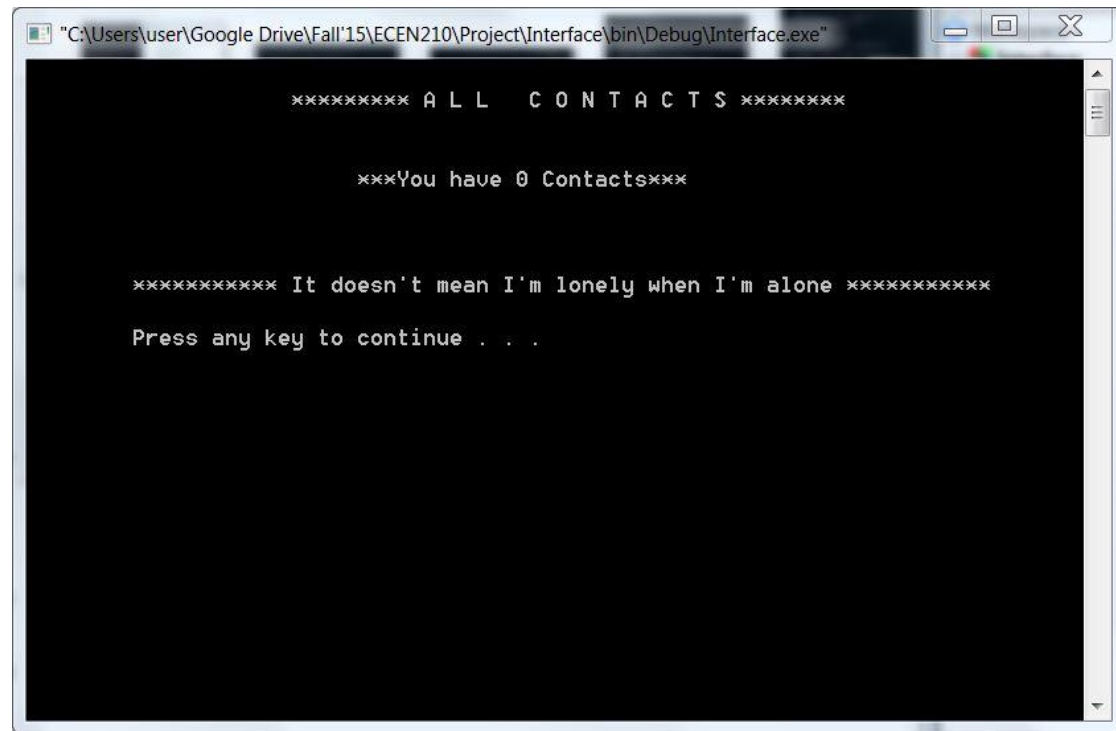 "C:\Users\user\Google Drive\Fall'15\ECEN210\Project\Interface\bin\Debug\Interface.exe"
********* A L L   C O N T A C T S ********
***You have 0 Contacts***
*********** It doesn't mean I'm lonely when I'm alone ***********
Press any key to continue . . .